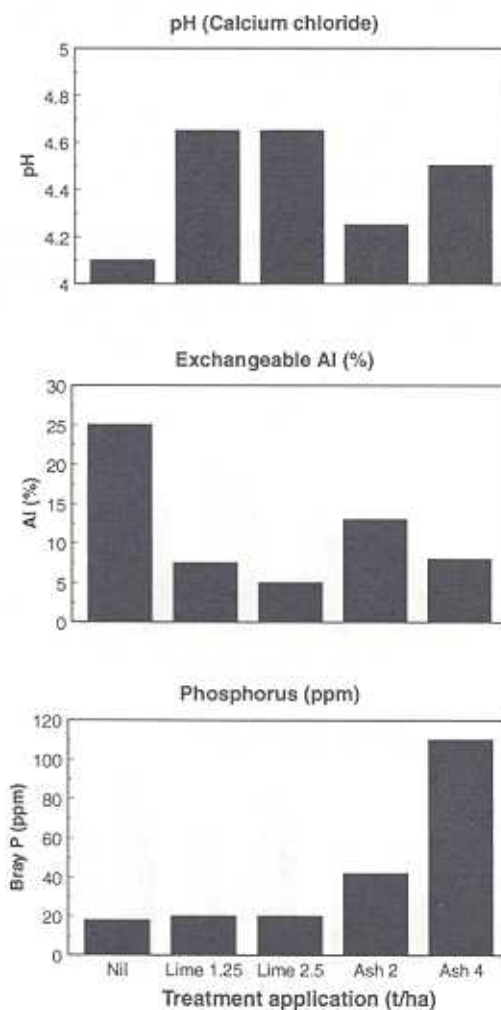 pH (Calcium chloride)
5
4.8
4.6
4.4
4.2
4
pH
Exchangeable Al (%)
30
25
20
15
10
5
0
Al (%)
Phosphorus (ppm)
120
100
80
60
40
20
0
Bray P (ppm)
Nil Lime 1.25 Lime 2.5 Ash 2 Ash 4
Treatment application (t/ha)